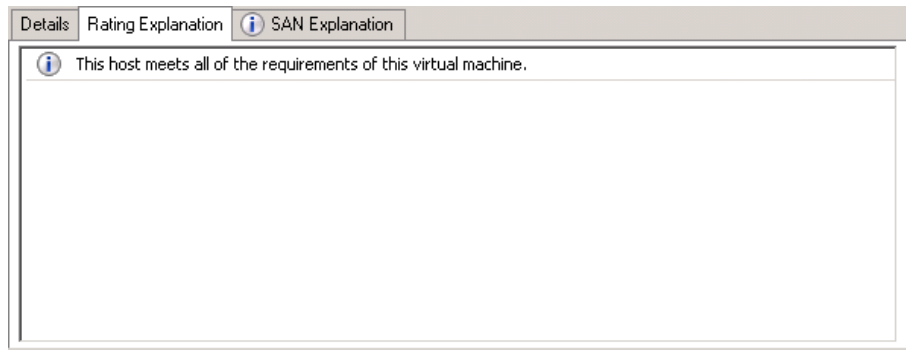 Details Rating Explanation SAN Explanation
This host meets all of the requirements of this virtual machine.